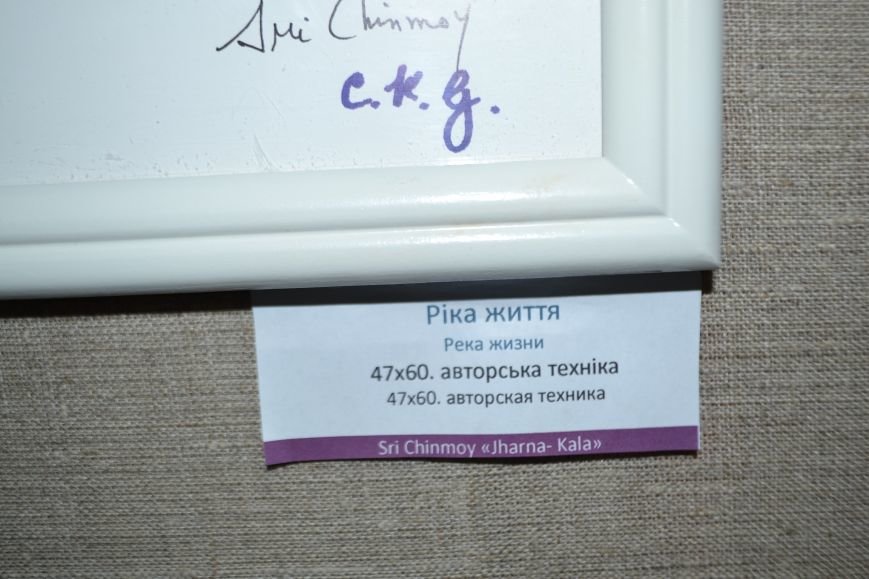 Sri Chinmoy
C.K.G.
Ріка життя
Река жизни
47х60. авторська техніка
47х60. авторская техника
Sri Chinmoy «Jharna- Kala»